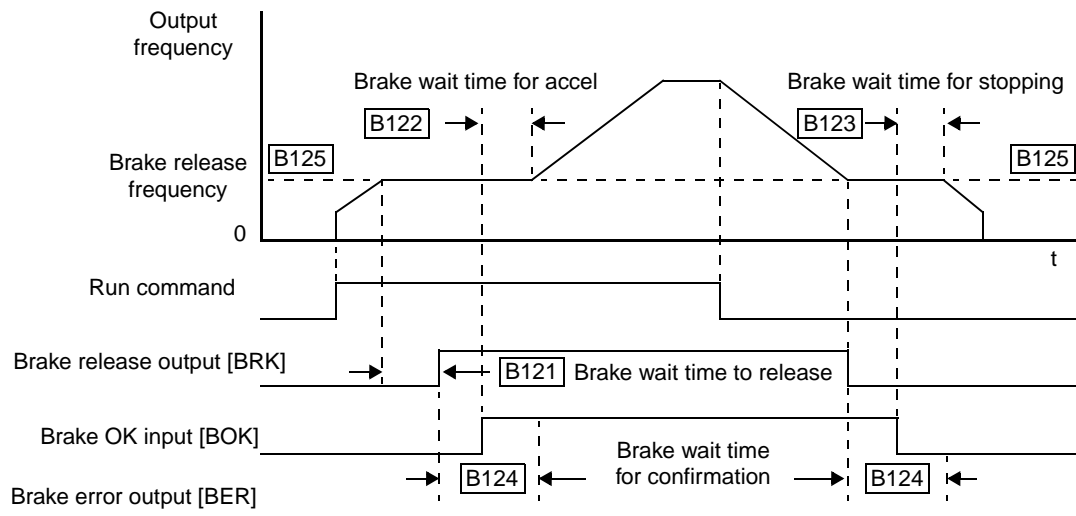 Output
frequency
Brake wait time for accel
Brake wait time for stopping
B122
B123
B125
B125
Brake release
frequency
0
t
Run command
Brake release output [BRK]
B121 Brake wait time to release
Brake OK input [BOK]
Brake wait time
for confirmation
B124
B124
Brake error output [BER]